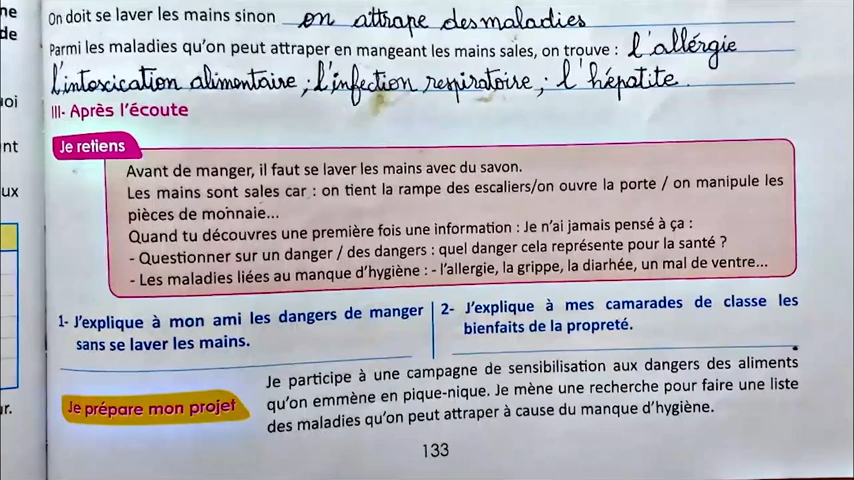 ne
de
oi
nt
ux
r.
On doit se laver les mains sinon on attrape des maladies
Parmi les maladies qu'on peut attraper en mangeant les mains sales, on trouve : l'allérgie
l'intoxcication alimentaire ; l'infection respiratoire ; l'hépatite.
III- Après l'écoute
Je retiens
Avant de manger, il faut se laver les mains avec du savon.
Les mains sont sales car : on tient la rampe des escaliers/on ouvre la porte / on manipule les
pièces de monnaie...
Quand tu découvres une première fois une information : Je n'ai jamais pensé à ça :
- Questionner sur un danger / des dangers : quel danger cela représente pour la santé ?
- Les maladies liées au manque d'hygiène : - l'allergie, la grippe, la diarhée, un mal de ventre...
1- J'explique à mon ami les dangers de manger
sans se laver les mains.
2- J'explique à mes camarades de classe les
bienfaits de la propreté.
Je prépare mon projet
Je participe à une campagne de sensibilisation aux dangers des aliments
qu'on emmène en pique-nique. Je mène une recherche pour faire une liste
des maladies qu'on peut attraper à cause du manque d'hygiène.
133